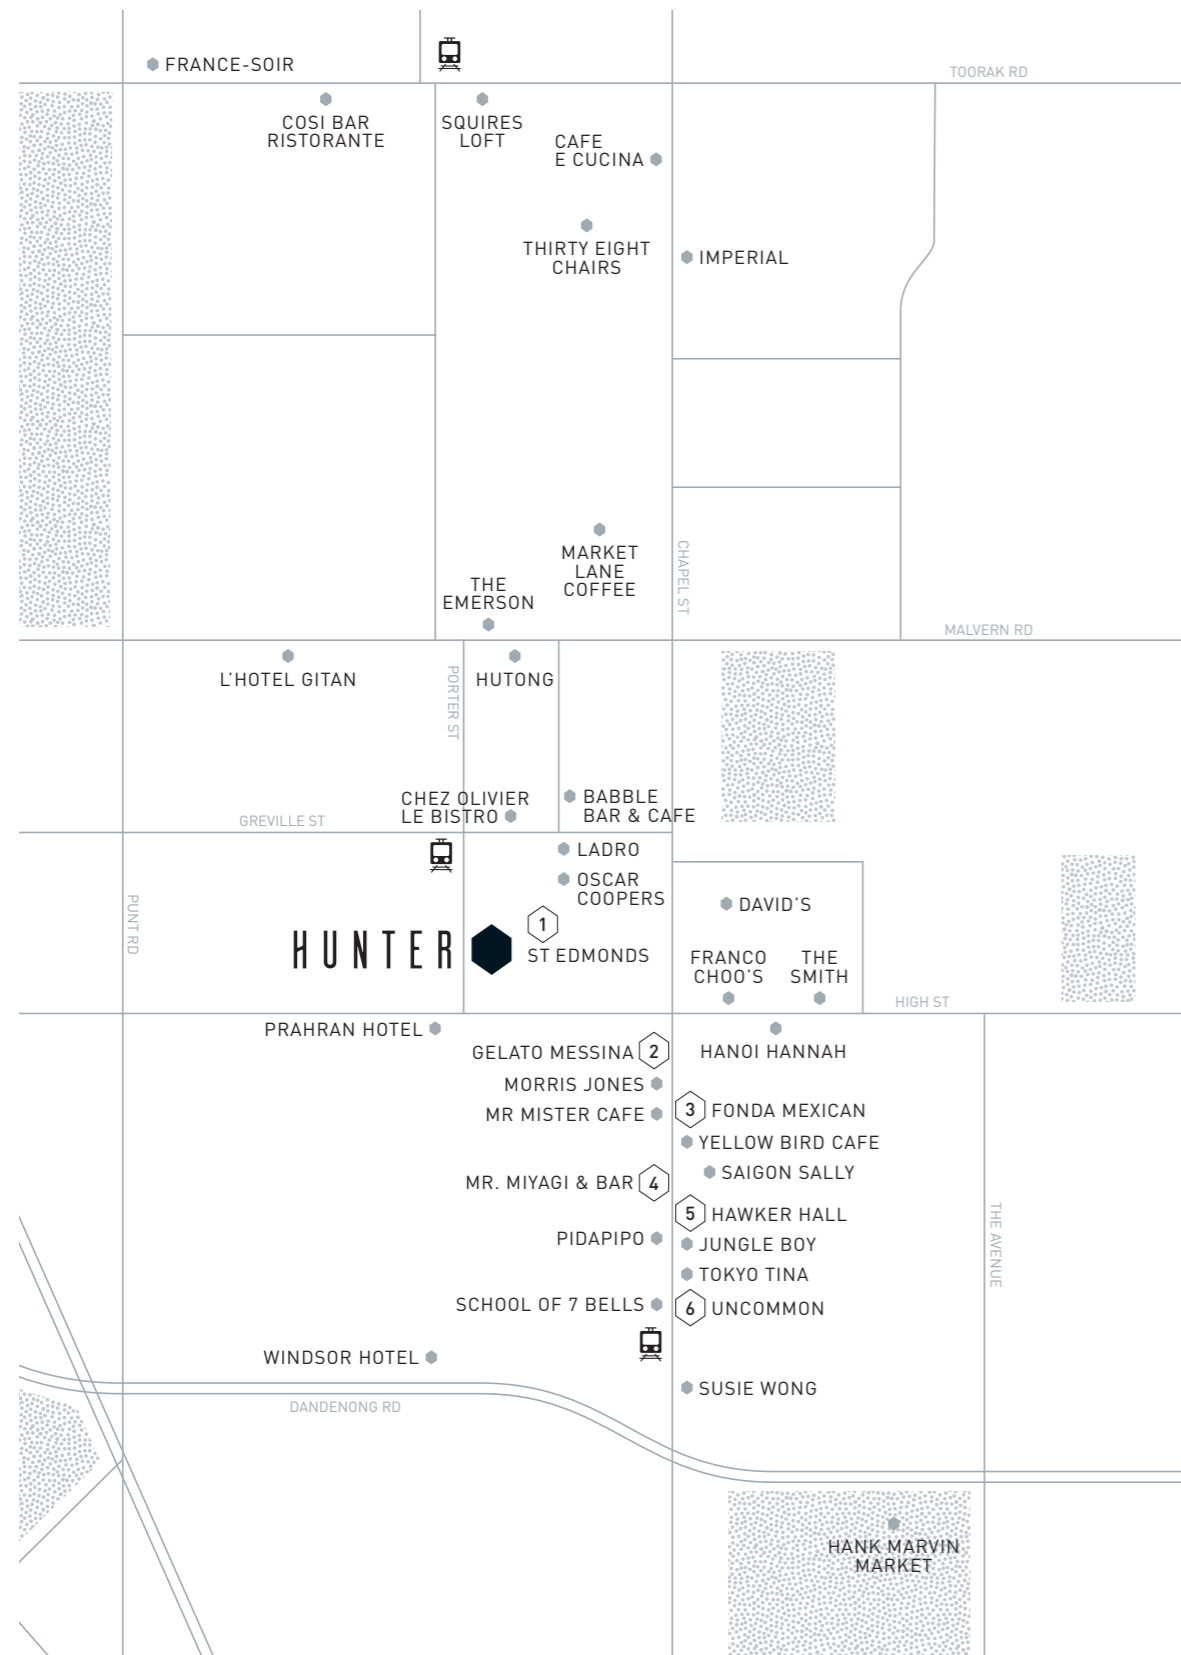 FRANCE-SOIR
TOORAK RD
COSI BAR
RISTORANTE
SQUIRES
LOFT
CAFE
E CUCINA
THIRTY EIGHT
CHAIRS
IMPERIAL
MARKET
LANE
COFFEE
CHAPEL ST
THE
EMERSON
MALVERN RD
L'HOTEL GITAN
PORTER ST
HUTONG
CHEZ OLIVIER
LE BISTRO
BABBLE
BAR & CAFE
GREVILLE ST
LADRO
OSCAR
COOPERS
PUNT RD
DAVID'S
1
ST EDMONDS
HUNTER
FRANCO
CHOO'S
THE
SMITH
HIGH ST
PRAHRAN HOTEL
HANOI HANNAH
GELATO MESSINA 2
MORRIS JONES
MR MISTER CAFE
3 FONDA MEXICAN
YELLOW BIRD CAFE
SAIGON SALLY
MR. MIYAGI & BAR 4
5 HAWKER HALL
PIDAPIPO
JUNGLE BOY
THE AVENUE
TOKYO TINA
SCHOOL OF 7 BELLS
6 UNCOMMON
WINDSOR HOTEL
SUSIE WONG
DANDENONG RD
HANK MARVIN
MARKET